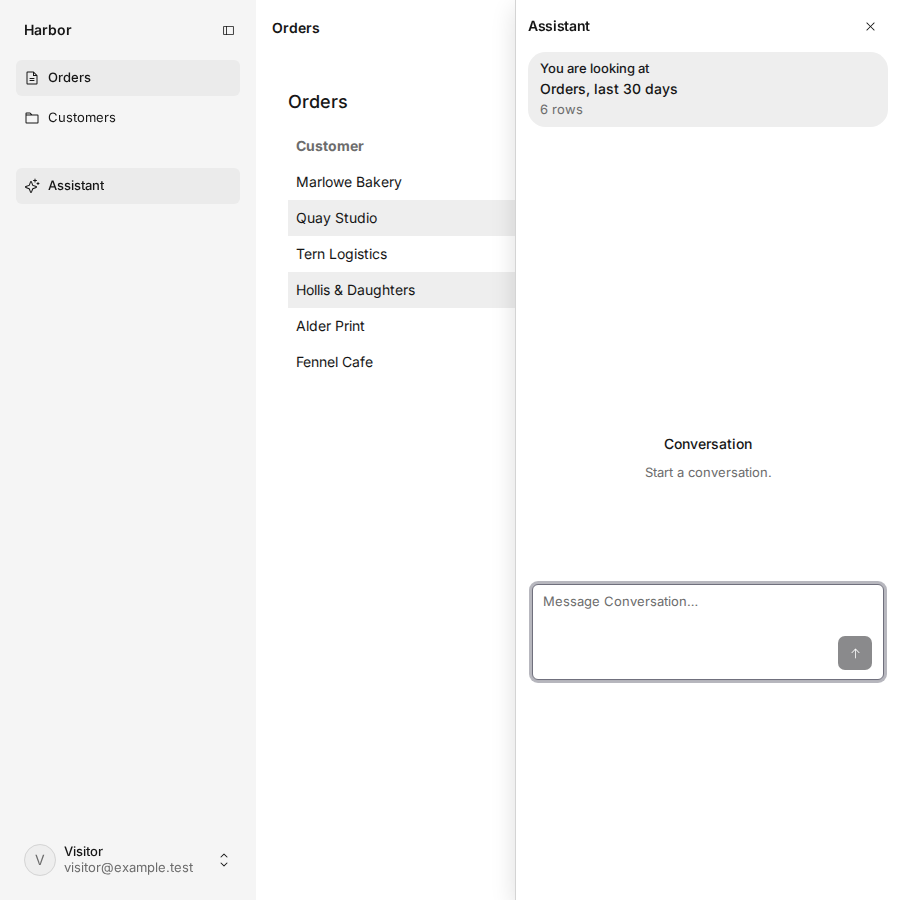 Harbor
Orders
Customers
Assistant
Visitor
visitor@example.test
V
Orders
Orders
Customer
Marlowe Bakery
Quay Studio
Tern Logistics
Hollis & Daughters
Alder Print
Fennel Cafe
Assistant
You are looking at
Orders, last 30 days
6 rows
Conversation
Start a conversation.
Message Conversation...